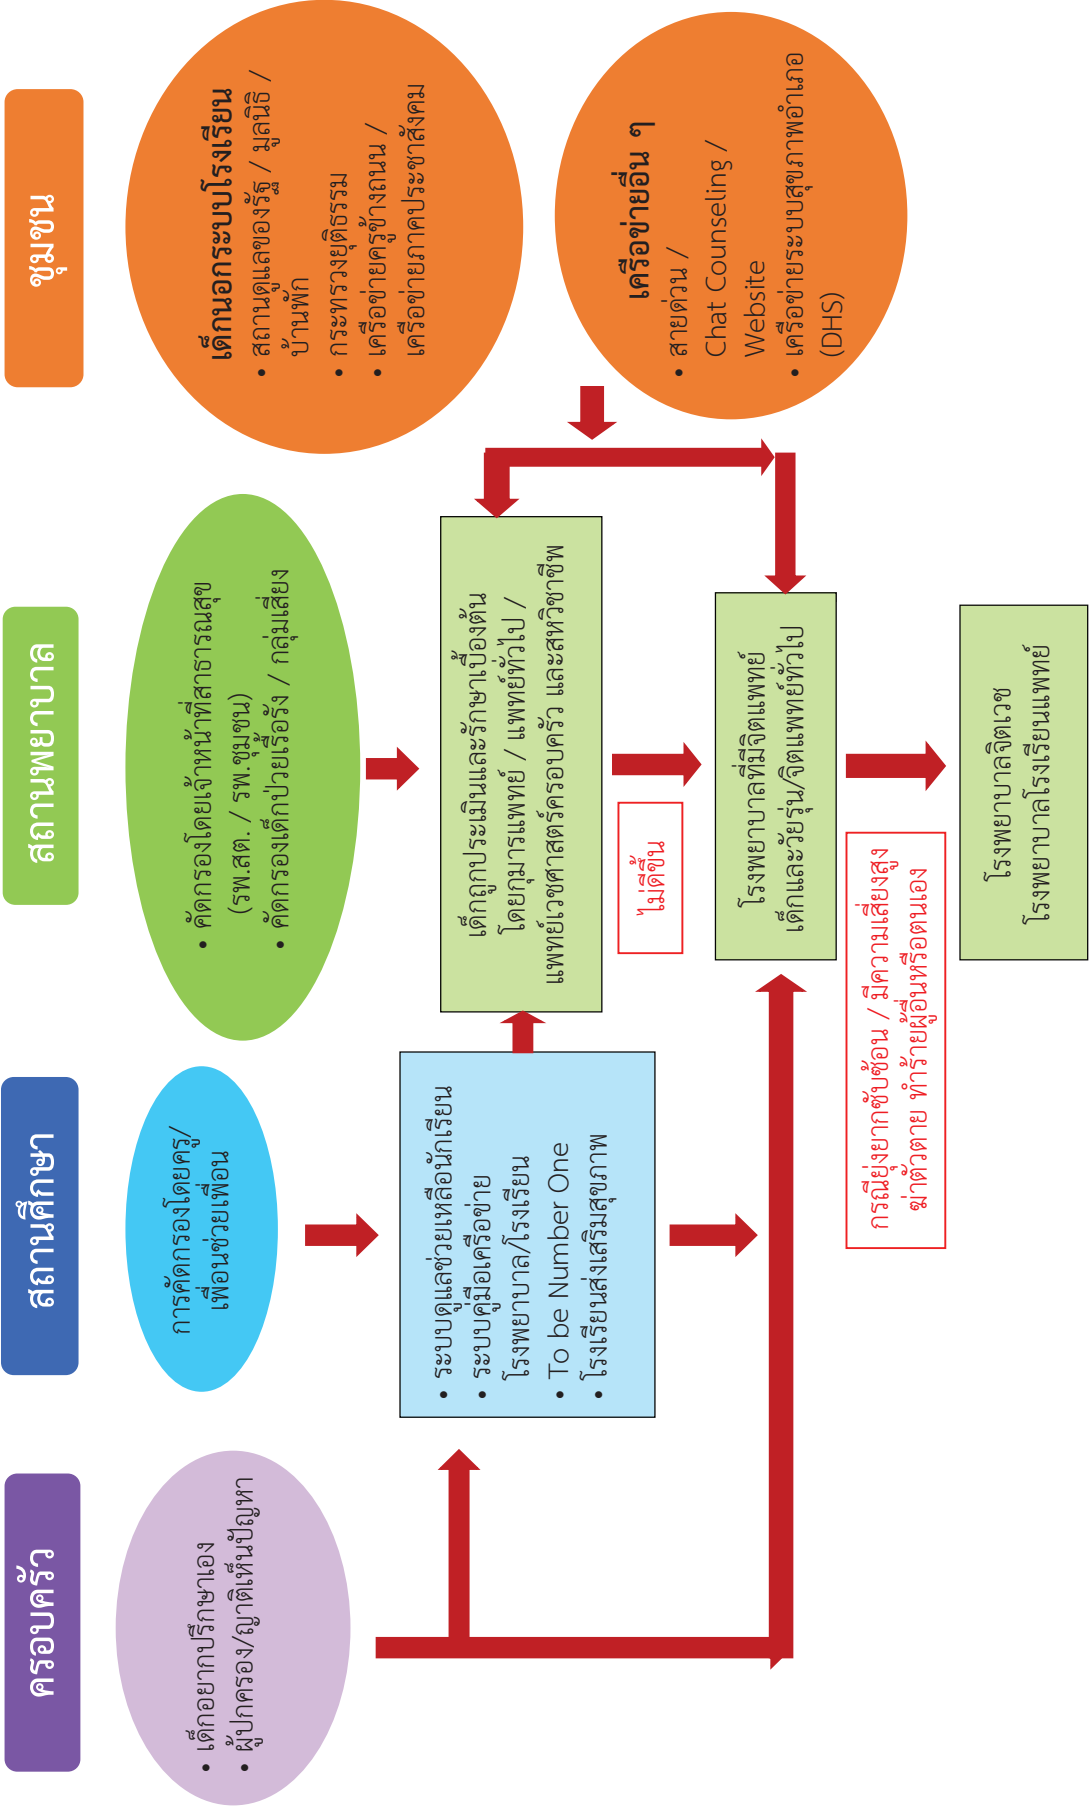 ครอบครัว
สถานศึกษา
สถานพยาบาล
ชุมชน
• เด็กอยากปรึกษาเอง
• ผู้ปกครอง/ญาติเห็นปัญหา
การคัดกรองโดยครู/
เพื่อนช่วยเพื่อน
• คัดกรองโดยเจ้าหน้าที่สาธารณสุข
(รพ.สต. / รพ.ชุมชน)
• คัดกรองเด็กป่วยเรื้อรัง / กลุ่มเสี่ยง
เด็กนอกระบบโรงเรียน
• สถานดูแลของรัฐ / มูลนิธิ /
บ้านพัก
• กระทรวงยุติธรรม
• เครือข่ายครูข้างถนน /
เครือข่ายภาคประชาสังคม
• ระบบดูแลช่วยเหลือนักเรียน
• ระบบคู่มือเครือข่าย
โรงพยาบาล/โรงเรียน
• To be Number One
• โรงเรียนส่งเสริมสุขภาพ
เด็กถูกประเมินและรักษาเบื้องต้น
โดยกุมารแพทย์ / แพทย์ทั่วไป /
แพทย์เวชศาสตร์ครอบครัว และสหวิชาชีพ
เครือข่ายอื่น ๆ
• สายด่วน /
Chat Counseling /
Website
• เครือข่ายระบบสุขภาพอำเภอ
(DHS)
ไม่ดีขึ้น
โรงพยาบาลที่มีจิตแพทย์
เด็กและวัยรุ่น/จิตแพทย์ทั่วไป
กรณียุ่งยากซับซ้อน / มีความเสี่ยงสูง
ฆ่าตัวตาย ทำร้ายผู้อื่นหรือตนเอง
โรงพยาบาลจิตเวช
โรงพยาบาลโรงเรียนแพทย์